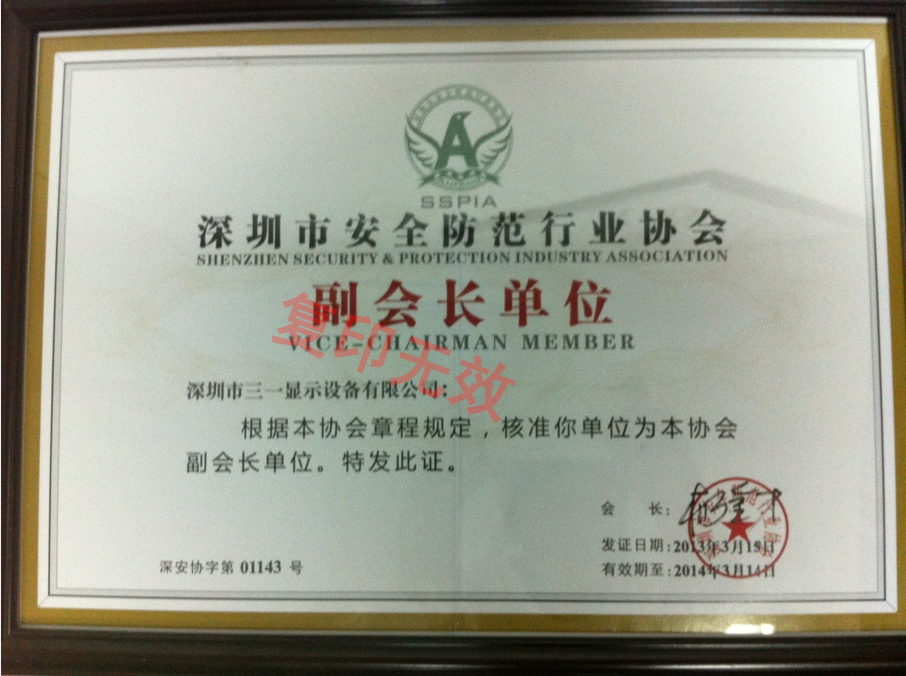 SSPIA
深圳市安全防范行业协会
SHENZHEN SECURITY & PROTECTION INDUSTRY ASSOCIATION
副会长单位
VICE-CHAIRMAN MEMBER
复印无效
深圳市三一显示设备有限公司：
根据本协会章程规定，核准你单位为本协会
副会长单位。特发此证。
会 长：
发证日期：2013年3月15日
深安协字第 01143 号
有效期至：2014年3月14日